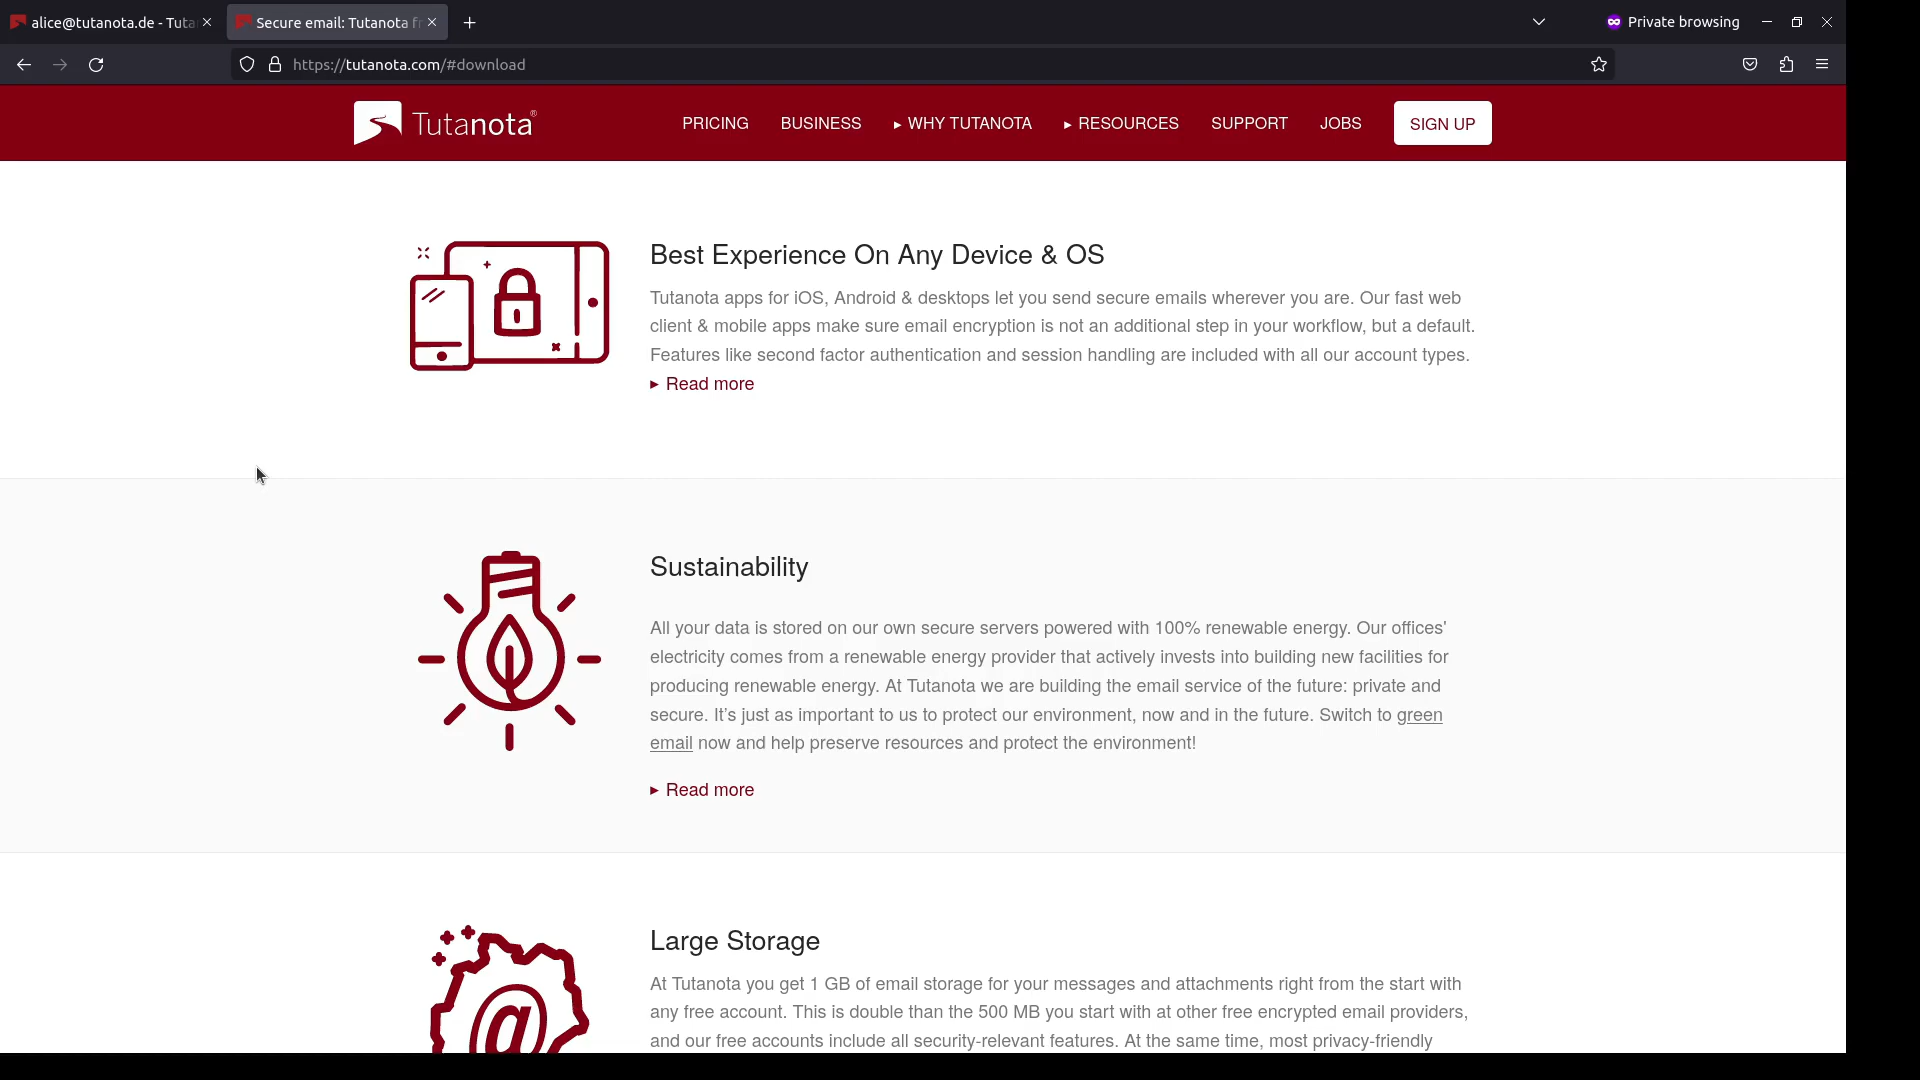 alice@tutanota.de - Tuta
Secure email: Tutanota fr
Private browsing
https://tutanota.com/#download
Tutanota®
PRICING
BUSINESS
▸ WHY TUTANOTA
▸ RESOURCES
SUPPORT
JOBS
SIGN UP
Best Experience On Any Device & OS
Tutanota apps for iOS, Android & desktops let you send secure emails wherever you are. Our fast web
client & mobile apps make sure email encryption is not an additional step in your workflow, but a default.
Features like second factor authentication and session handling are included with all our account types.
▸ Read more
Sustainability
All your data is stored on our own secure servers powered with 100% renewable energy. Our offices'
electricity comes from a renewable energy provider that actively invests into building new facilities for
producing renewable energy. At Tutanota we are building the email service of the future: private and
secure. It’s just as important to us to protect our environment, now and in the future. Switch to green
email now and help preserve resources and protect the environment!
▸ Read more
@
Large Storage
At Tutanota you get 1 GB of email storage for your messages and attachments right from the start with
any free account. This is double than the 500 MB you start with at other free encrypted email providers,
and our free accounts include all security-relevant features. At the same time, most privacy-friendly